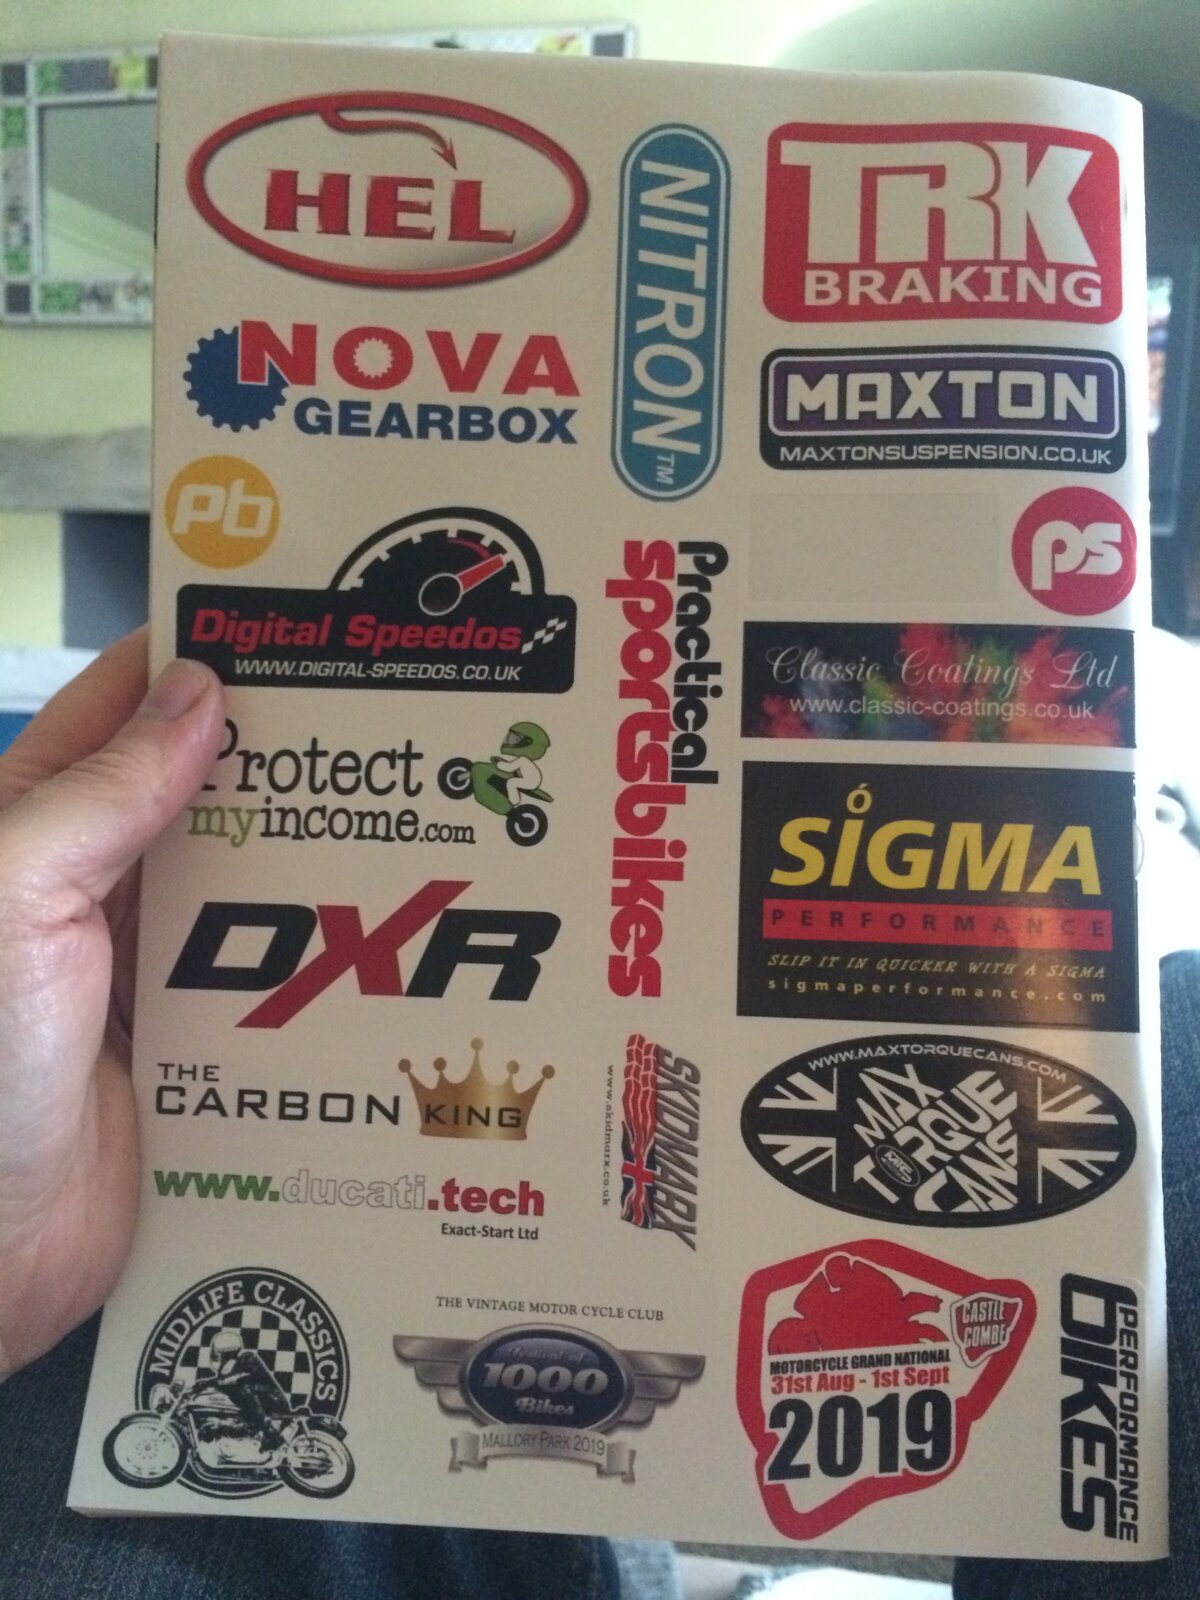 HEL
NITRON™
TRK
BRAKING
NOVA
GEARBOX
MAXTON
MAXTONSUSPENSION.CO.UK
pb
ps
Digital Speedos
WWW.DIGITAL-SPEEDOS.CO.UK
Practical
Sportsbikes
Classic Coatings Ltd
www.classic-coatings.co.uk
Protect
myincome.com
ó
SIGMA
PERFORMANCE
SLIP IT IN QUICKER WITH A SIGMA
sigmaperformance.com
DXR
THE
CARBON KING
SKIDMARX
www.skidmarx.co.uk
WWW.MAXTORQUECANS.COM
MAX
TORQUE
CANS
www.ducati.tech
Exact-Start Ltd
MIDLIFE CLASSICS
THE VINTAGE MOTOR CYCLE CLUB
Festival of
1000
Bikes
MALLORY PARK 2019
CASTLE
COMBE
MOTORCYCLE GRAND NATIONAL
31st Aug - 1st Sept
2019
PERFORMANCE
BIKES